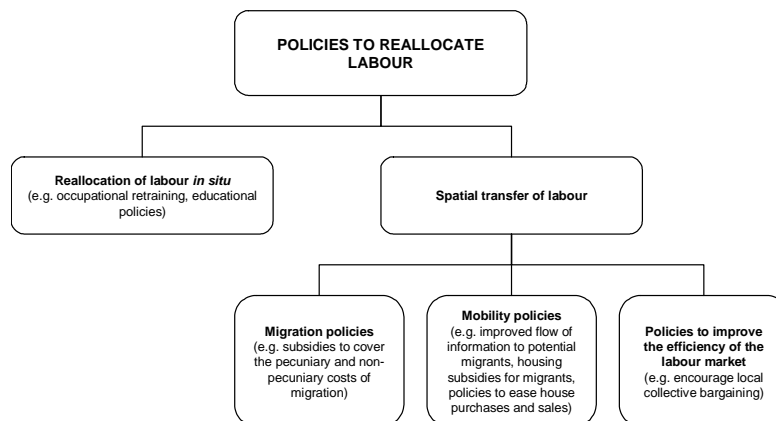 POLICIES TO REALLOCATE
LABOUR
Reallocation of labour in situ
(e.g. occupational retraining, educational
policies)
Spatial transfer of labour
Migration policies
(e.g. subsidies to cover
the pecuniary and non-
pecuniary costs of
migration)
Mobility policies
(e.g. improved flow of
information to potential
migrants, housing
subsidies for migrants,
policies to ease house
purchases and sales)
Policies to improve
the efficiency of the
labour market
(e.g. encourage local
collective bargaining)